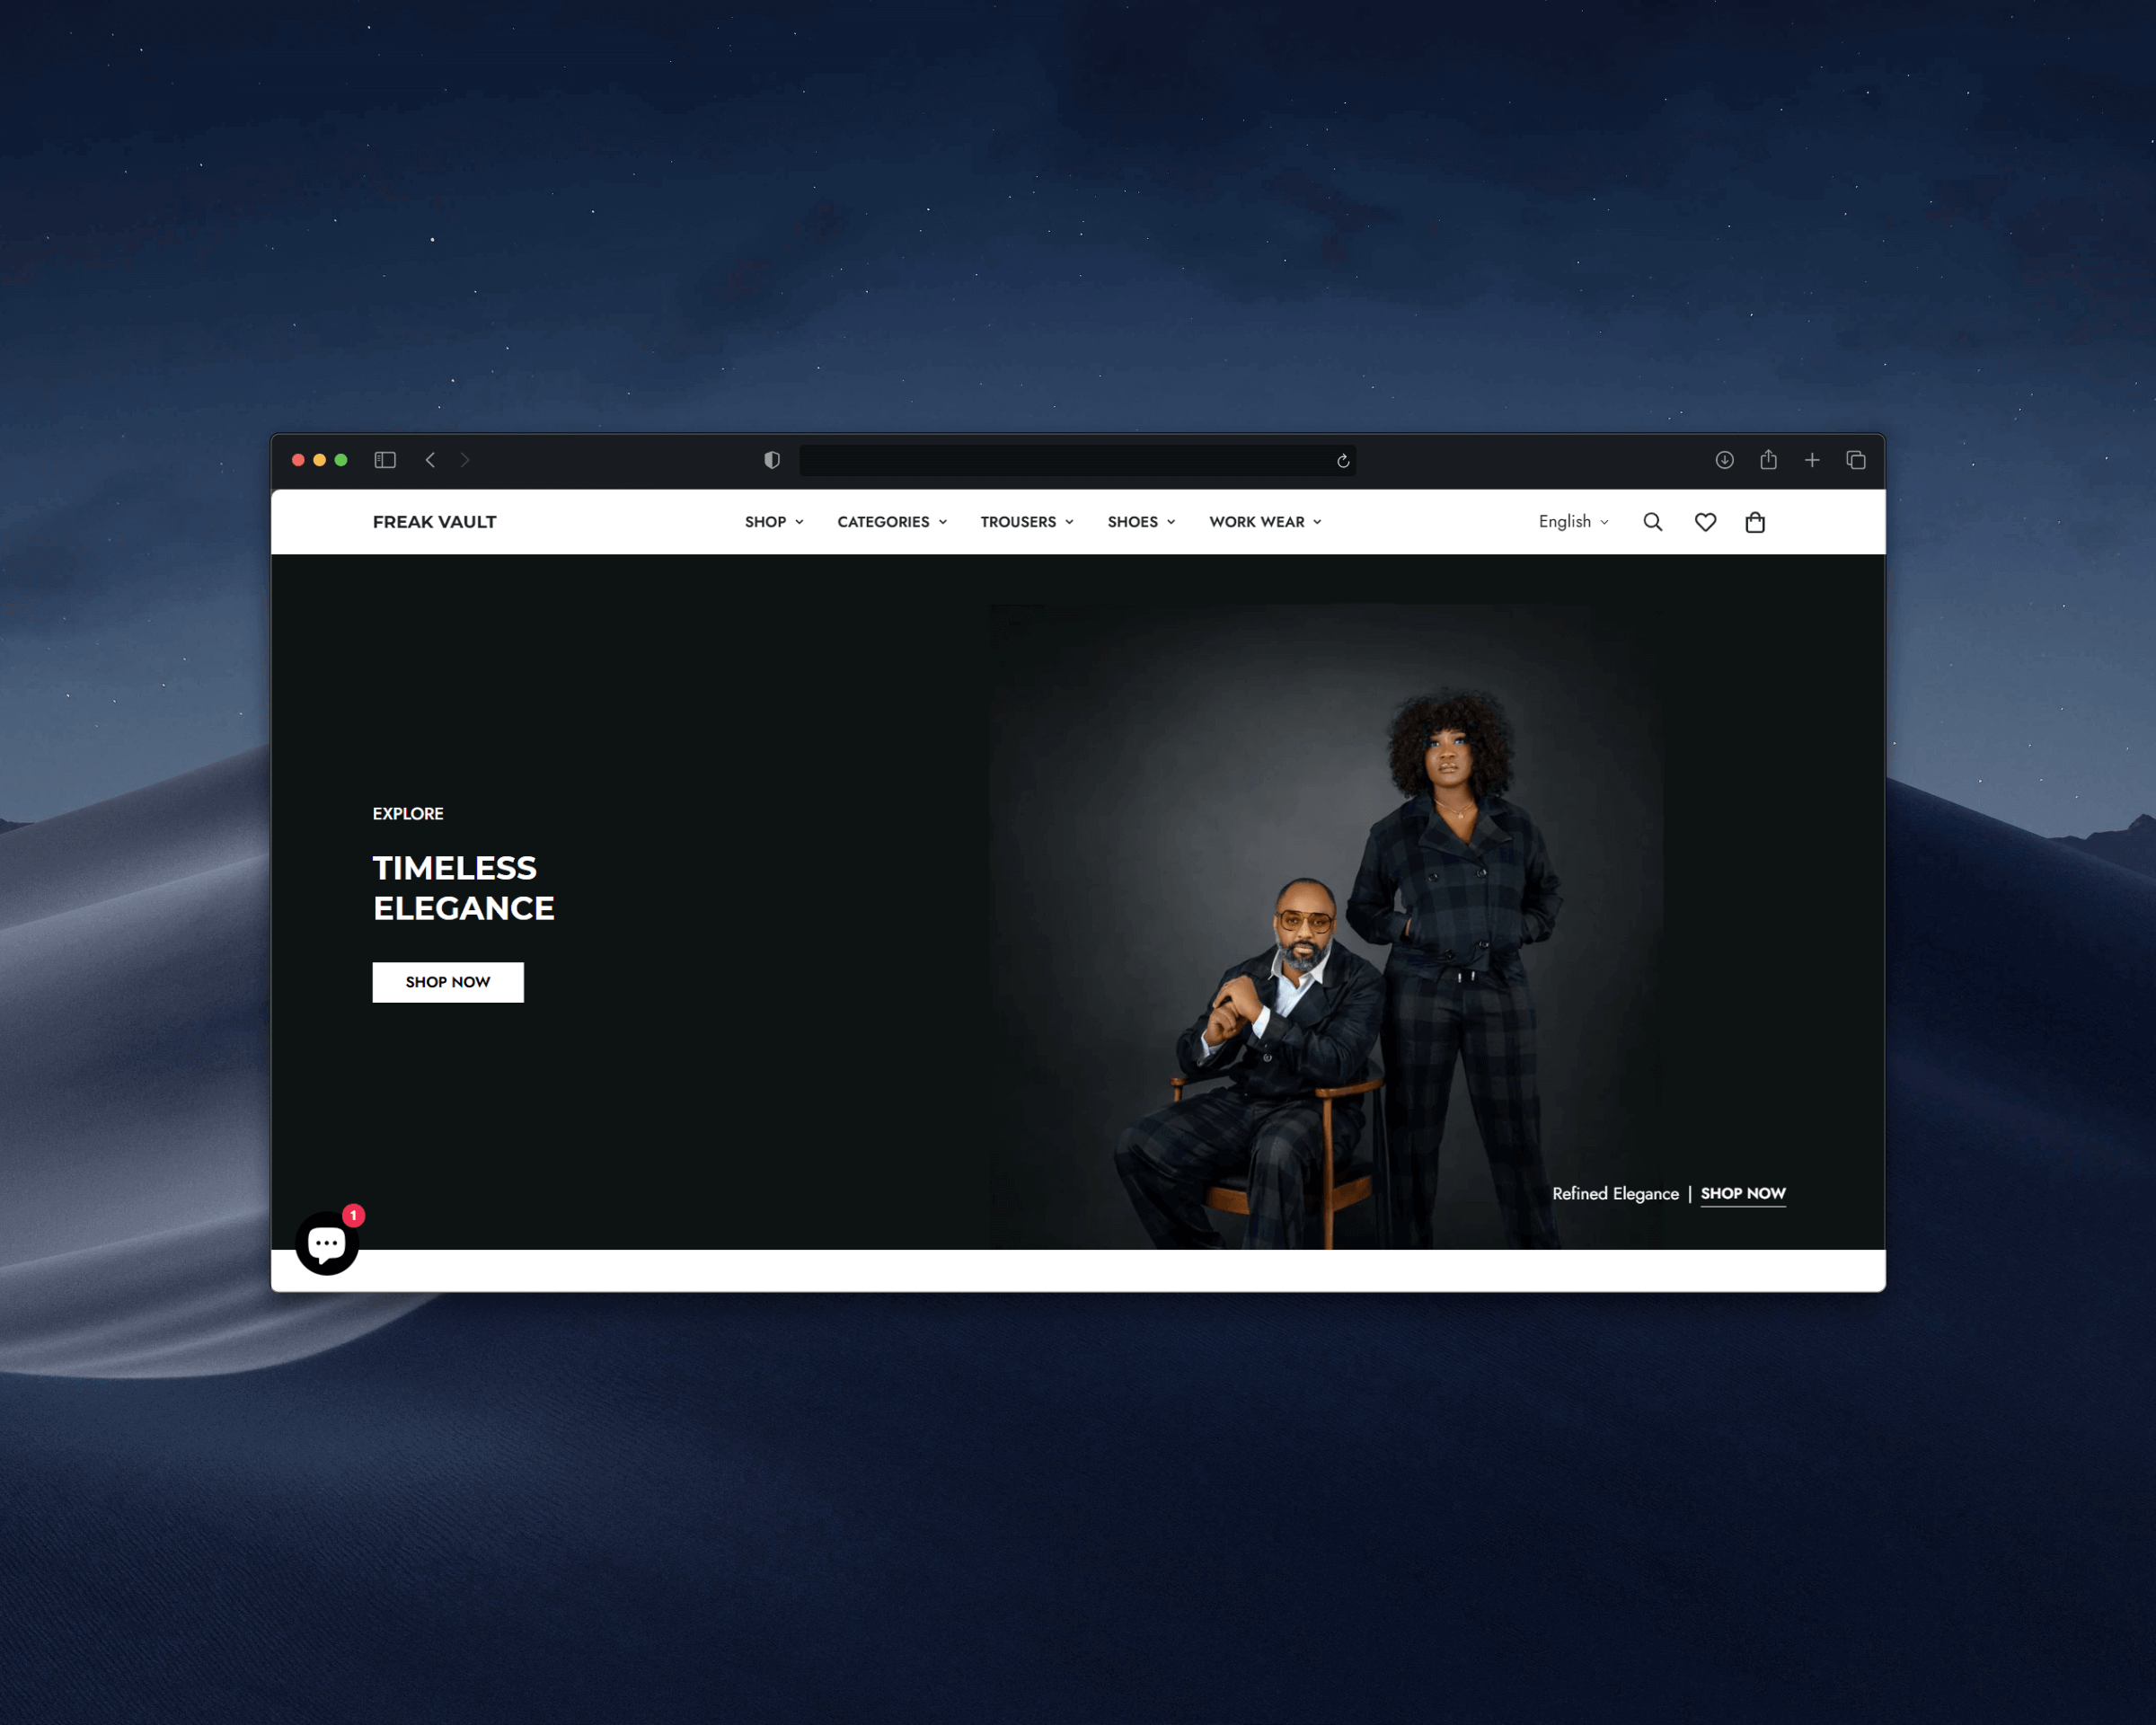 FREAK VAULT
SHOP
CATEGORIES
TROUSERS
SHOES
WORK WEAR
English
EXPLORE
TIMELESS
ELEGANCE
SHOP NOW
Refined Elegance | SHOP NOW
1